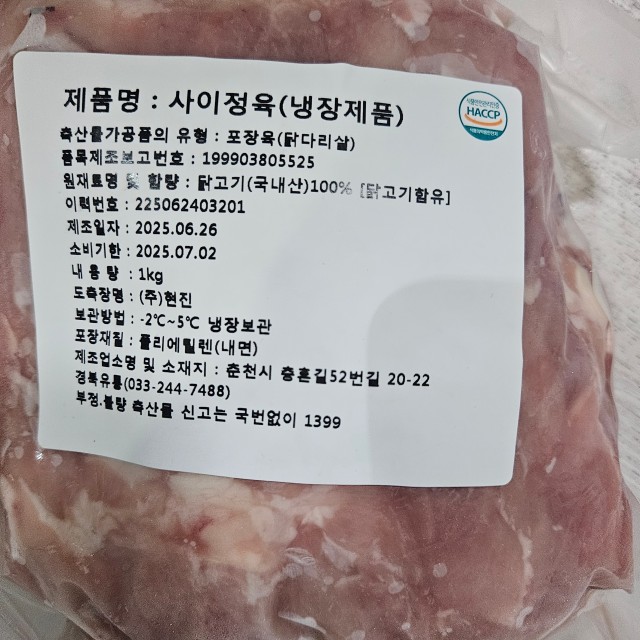 제품명 : 사이정육(냉장제품)
HACCP
축산물가공품의 유형 : 포장육(닭다리살)
품목제조보고번호 : 199903805525
원재료명 및 함량 : 닭고기(국내산)100% [닭고기함유]
이력번호 : 225062403201
제조일자 : 2025.06.26
소비기한 : 2025.07.02
내 용 량 : 1kg
도축장명 : (주)현진
보관방법 : -2℃~5℃ 냉장보관
포장재질 : 폴리에틸렌(내면)
제조업소명 및 소재지 : 춘천시 충혼길52번길 20-22
경북유통(033-244-7488)
부정.불량 축산물 신고는 국번없이 1399